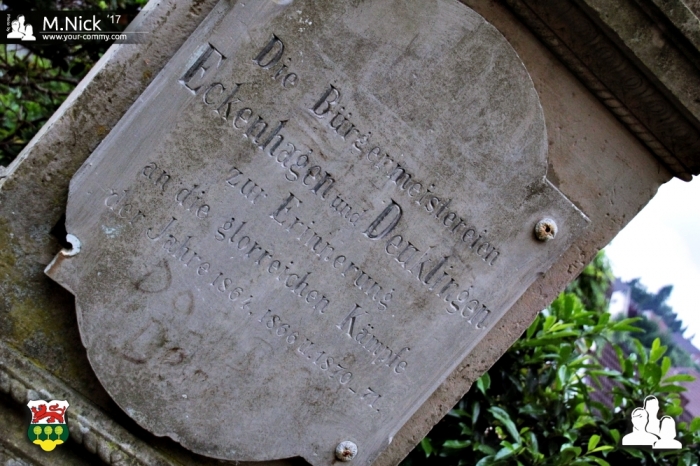 M.Nick '17
www.your-commy.com
Die Bürgermeistereien
Eckenhagen und Denklingen
zur Erinnerung
an die glorreichen Kämpfe
der Jahre 1864, 1866 u. 1870-71.